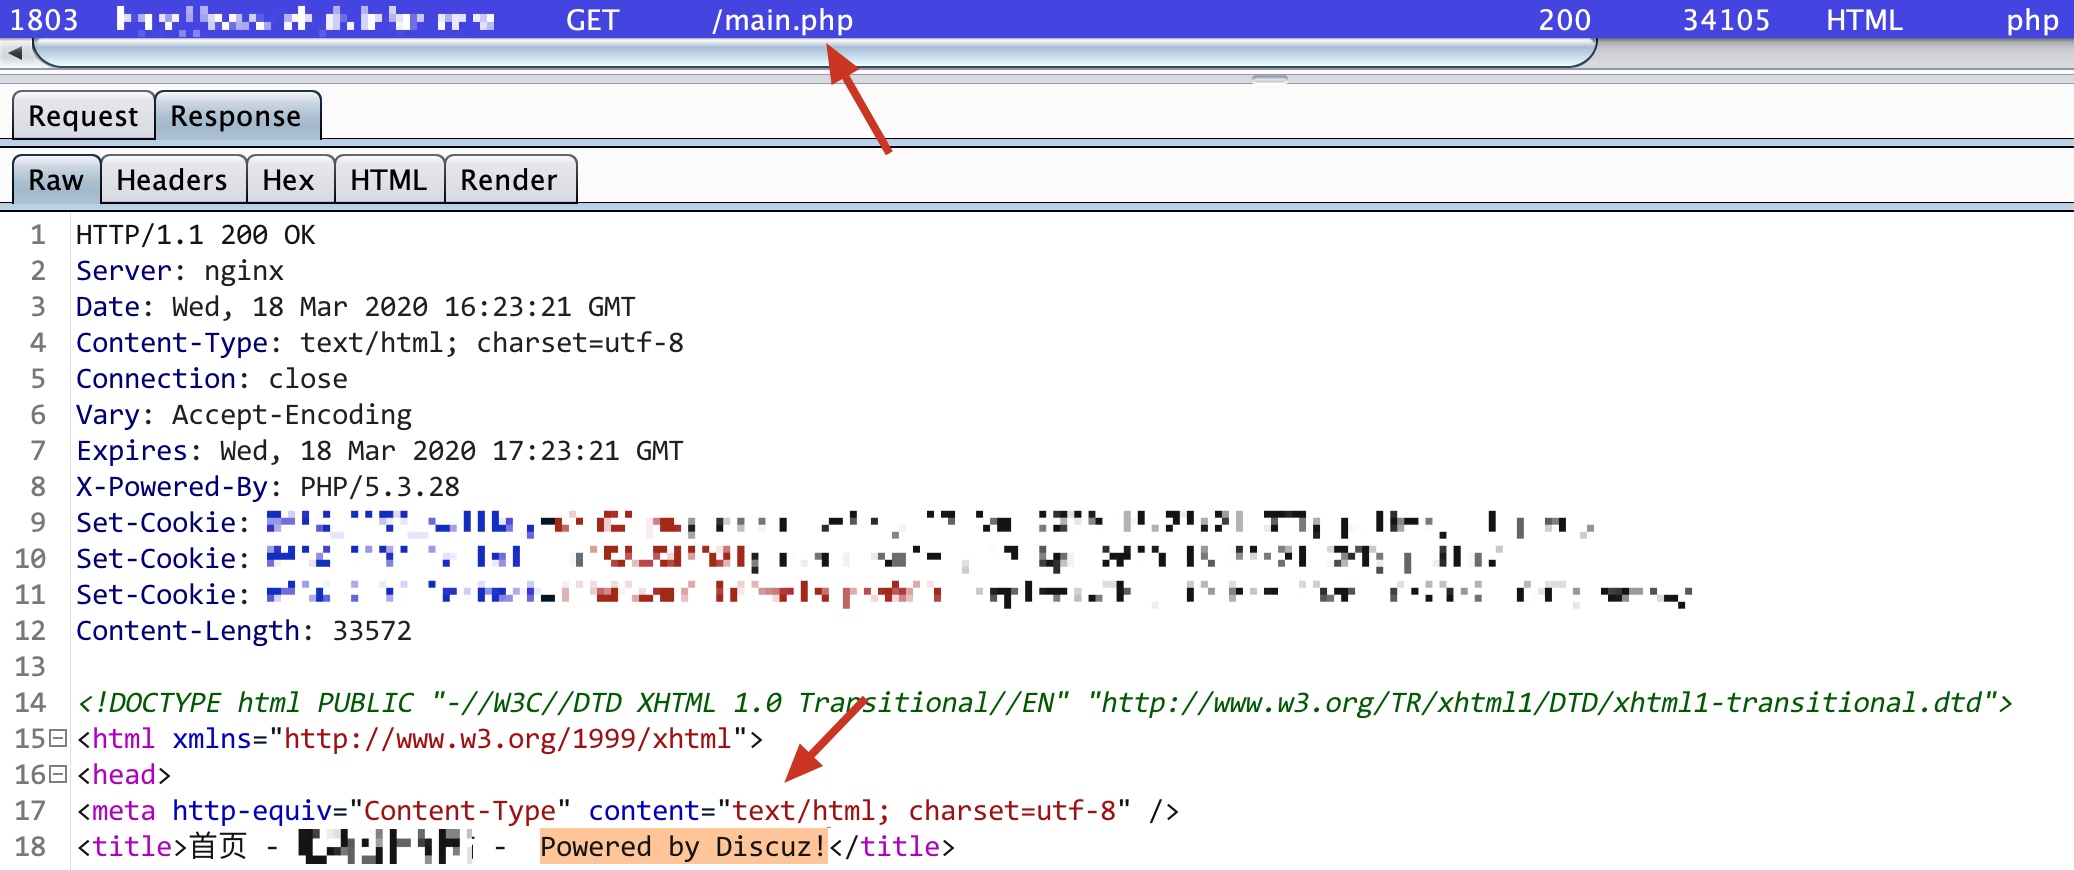 1803 GET /main.php 200 34105 HTML php
Request Response
Raw Headers Hex HTML Render
1 HTTP/1.1 200 OK
2 Server: nginx
3 Date: Wed, 18 Mar 2020 16:23:21 GMT
4 Content-Type: text/html; charset=utf-8
5 Connection: close
6 Vary: Accept-Encoding
7 Expires: Wed, 18 Mar 2020 17:23:21 GMT
8 X-Powered-By: PHP/5.3.28
9 Set-Cookie:
10 Set-Cookie:
11 Set-Cookie:
12 Content-Length: 33572
13
14 <!DOCTYPE html PUBLIC "-//W3C//DTD XHTML 1.0 Transitional//EN" "http://www.w3.org/TR/xhtml1/DTD/xhtml1-transitional.dtd">
15 <html xmlns="http://www.w3.org/1999/xhtml">
16 <head>
17 <meta http-equiv="Content-Type" content="text/html; charset=utf-8" />
18 <title>首页 - - Powered by Discuz!</title>